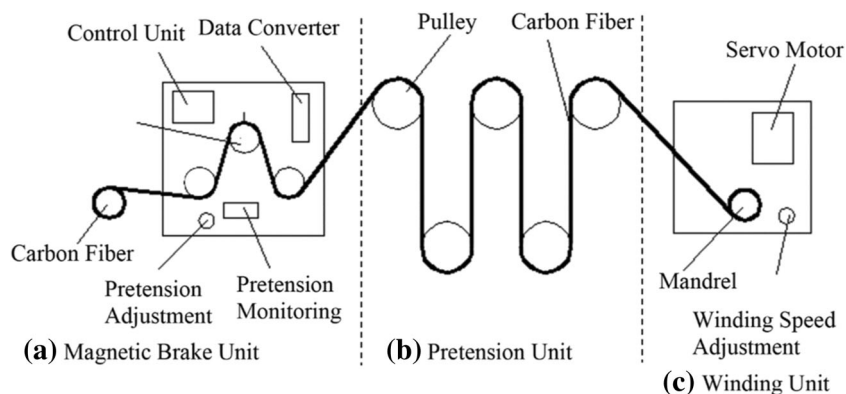 Control Unit
Data Converter
Pulley
Carbon Fiber
Servo Motor
Carbon Fiber
Pretension
Adjustment
Pretension
Monitoring
Mandrel
Winding Speed
Adjustment
(a) Magnetic Brake Unit
(b) Pretension Unit
(c) Winding Unit